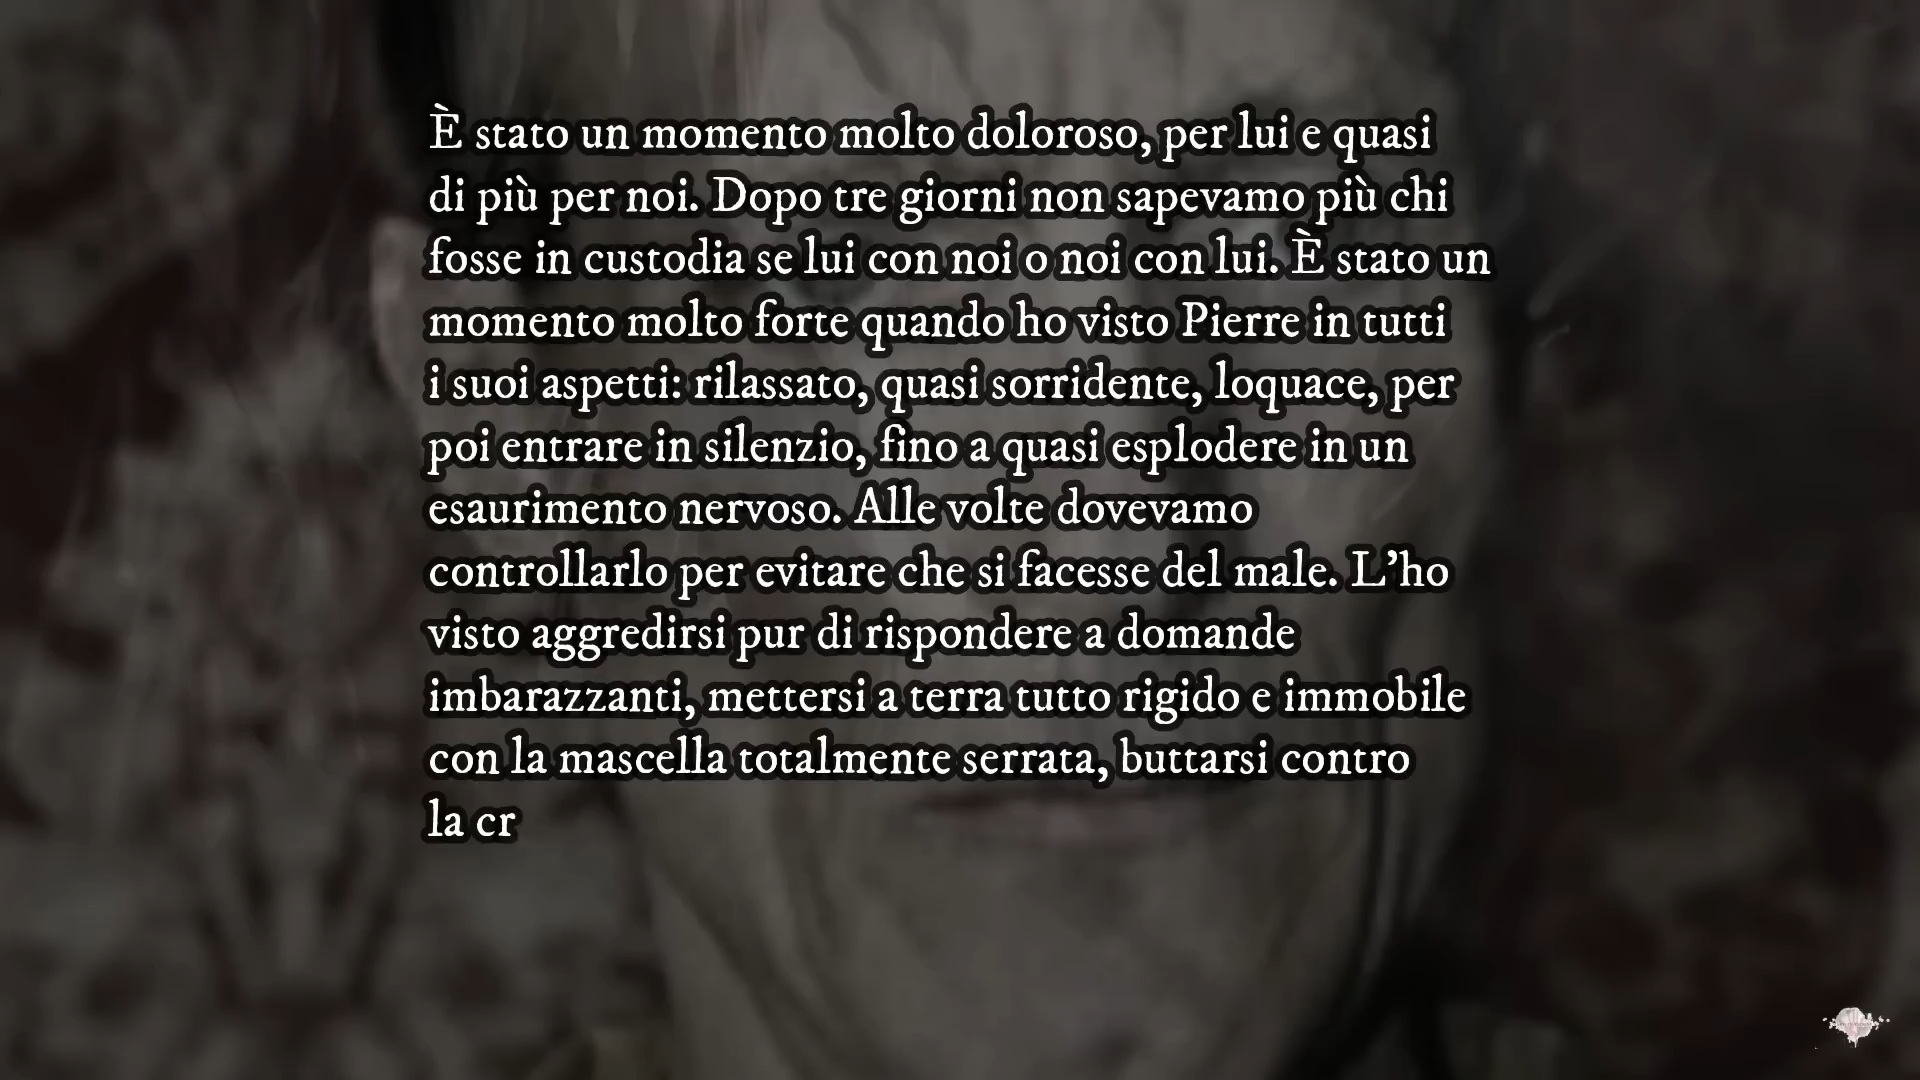 È stato un momento molto doloroso, per lui e quasi
di più per noi. Dopo tre giorni non sapevamo più chi
fosse in custodia se lui con noi o noi con lui. È stato un
momento molto forte quando ho visto Pierre in tutti
i suoi aspetti: rilassato, quasi sorridente, loquace, per
poi entrare in silenzio, fino a quasi esplodere in un
esaurimento nervoso. Alle volte dovevamo
controllarlo per evitare che si facesse del male. L'ho
visto aggredirsi pur di rispondere a domande
imbarazzanti, mettersi a terra tutto rigido e immobile
con la mascella totalmente serrata, buttarsi contro
la cr